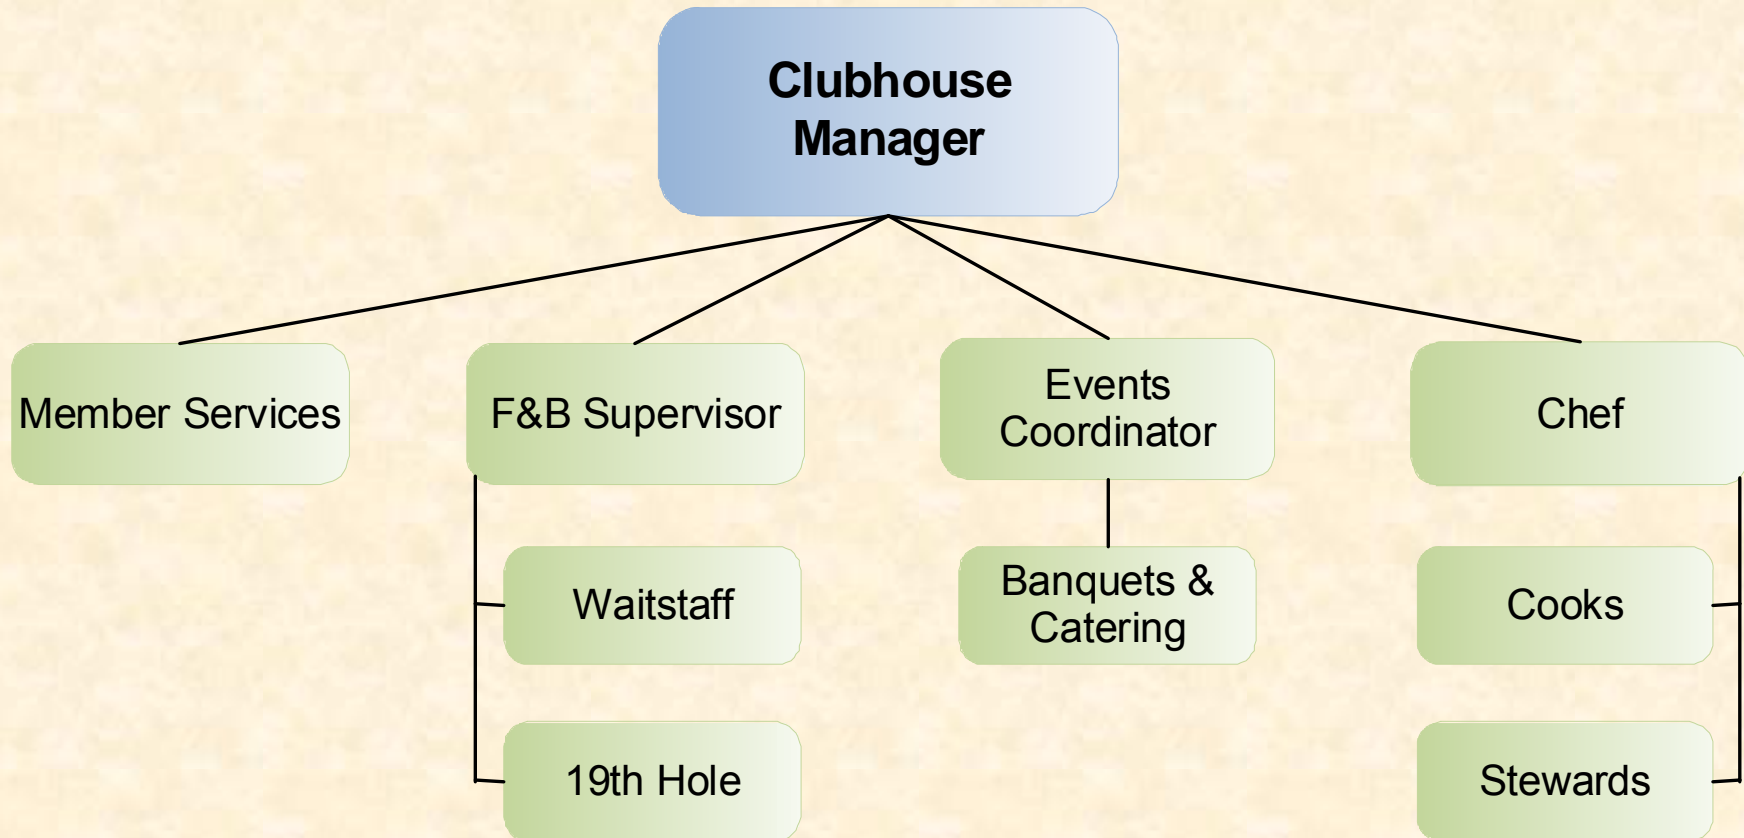 Clubhouse
Manager
Member Services
F&B Supervisor
Events
Coordinator
Chef
Waitstaff
Banquets &
Catering
Cooks
19th Hole
Stewards